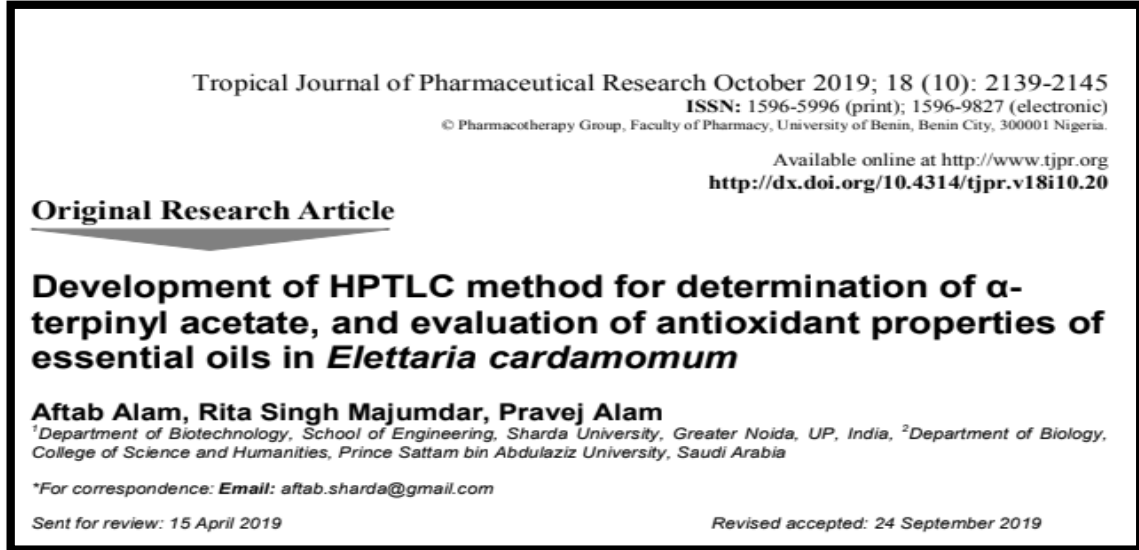 Tropical Journal of Pharmaceutical Research October 2019; 18 (10): 2139-2145
ISSN: 1596-5996 (print); 1596-9827 (electronic)
© Pharmacotherapy Group, Faculty of Pharmacy, University of Benin, Benin City, 300001 Nigeria.
Available online at http://www.tjpr.org
http://dx.doi.org/10.4314/tjpr.v18i10.20
Original Research Article
Development of HPTLC method for determination of α-
terpinyl acetate, and evaluation of antioxidant properties of
essential oils in Elettaria cardamomum
Aftab Alam, Rita Singh Majumdar, Pravej Alam
¹Department of Biotechnology, School of Engineering, Sharda University, Greater Noida, UP, India, ²Department of Biology,
College of Science and Humanities, Prince Sattam bin Abdulaziz University, Saudi Arabia
*For correspondence: Email: aftab.sharda@gmail.com
Sent for review: 15 April 2019 Revised accepted: 24 September 2019